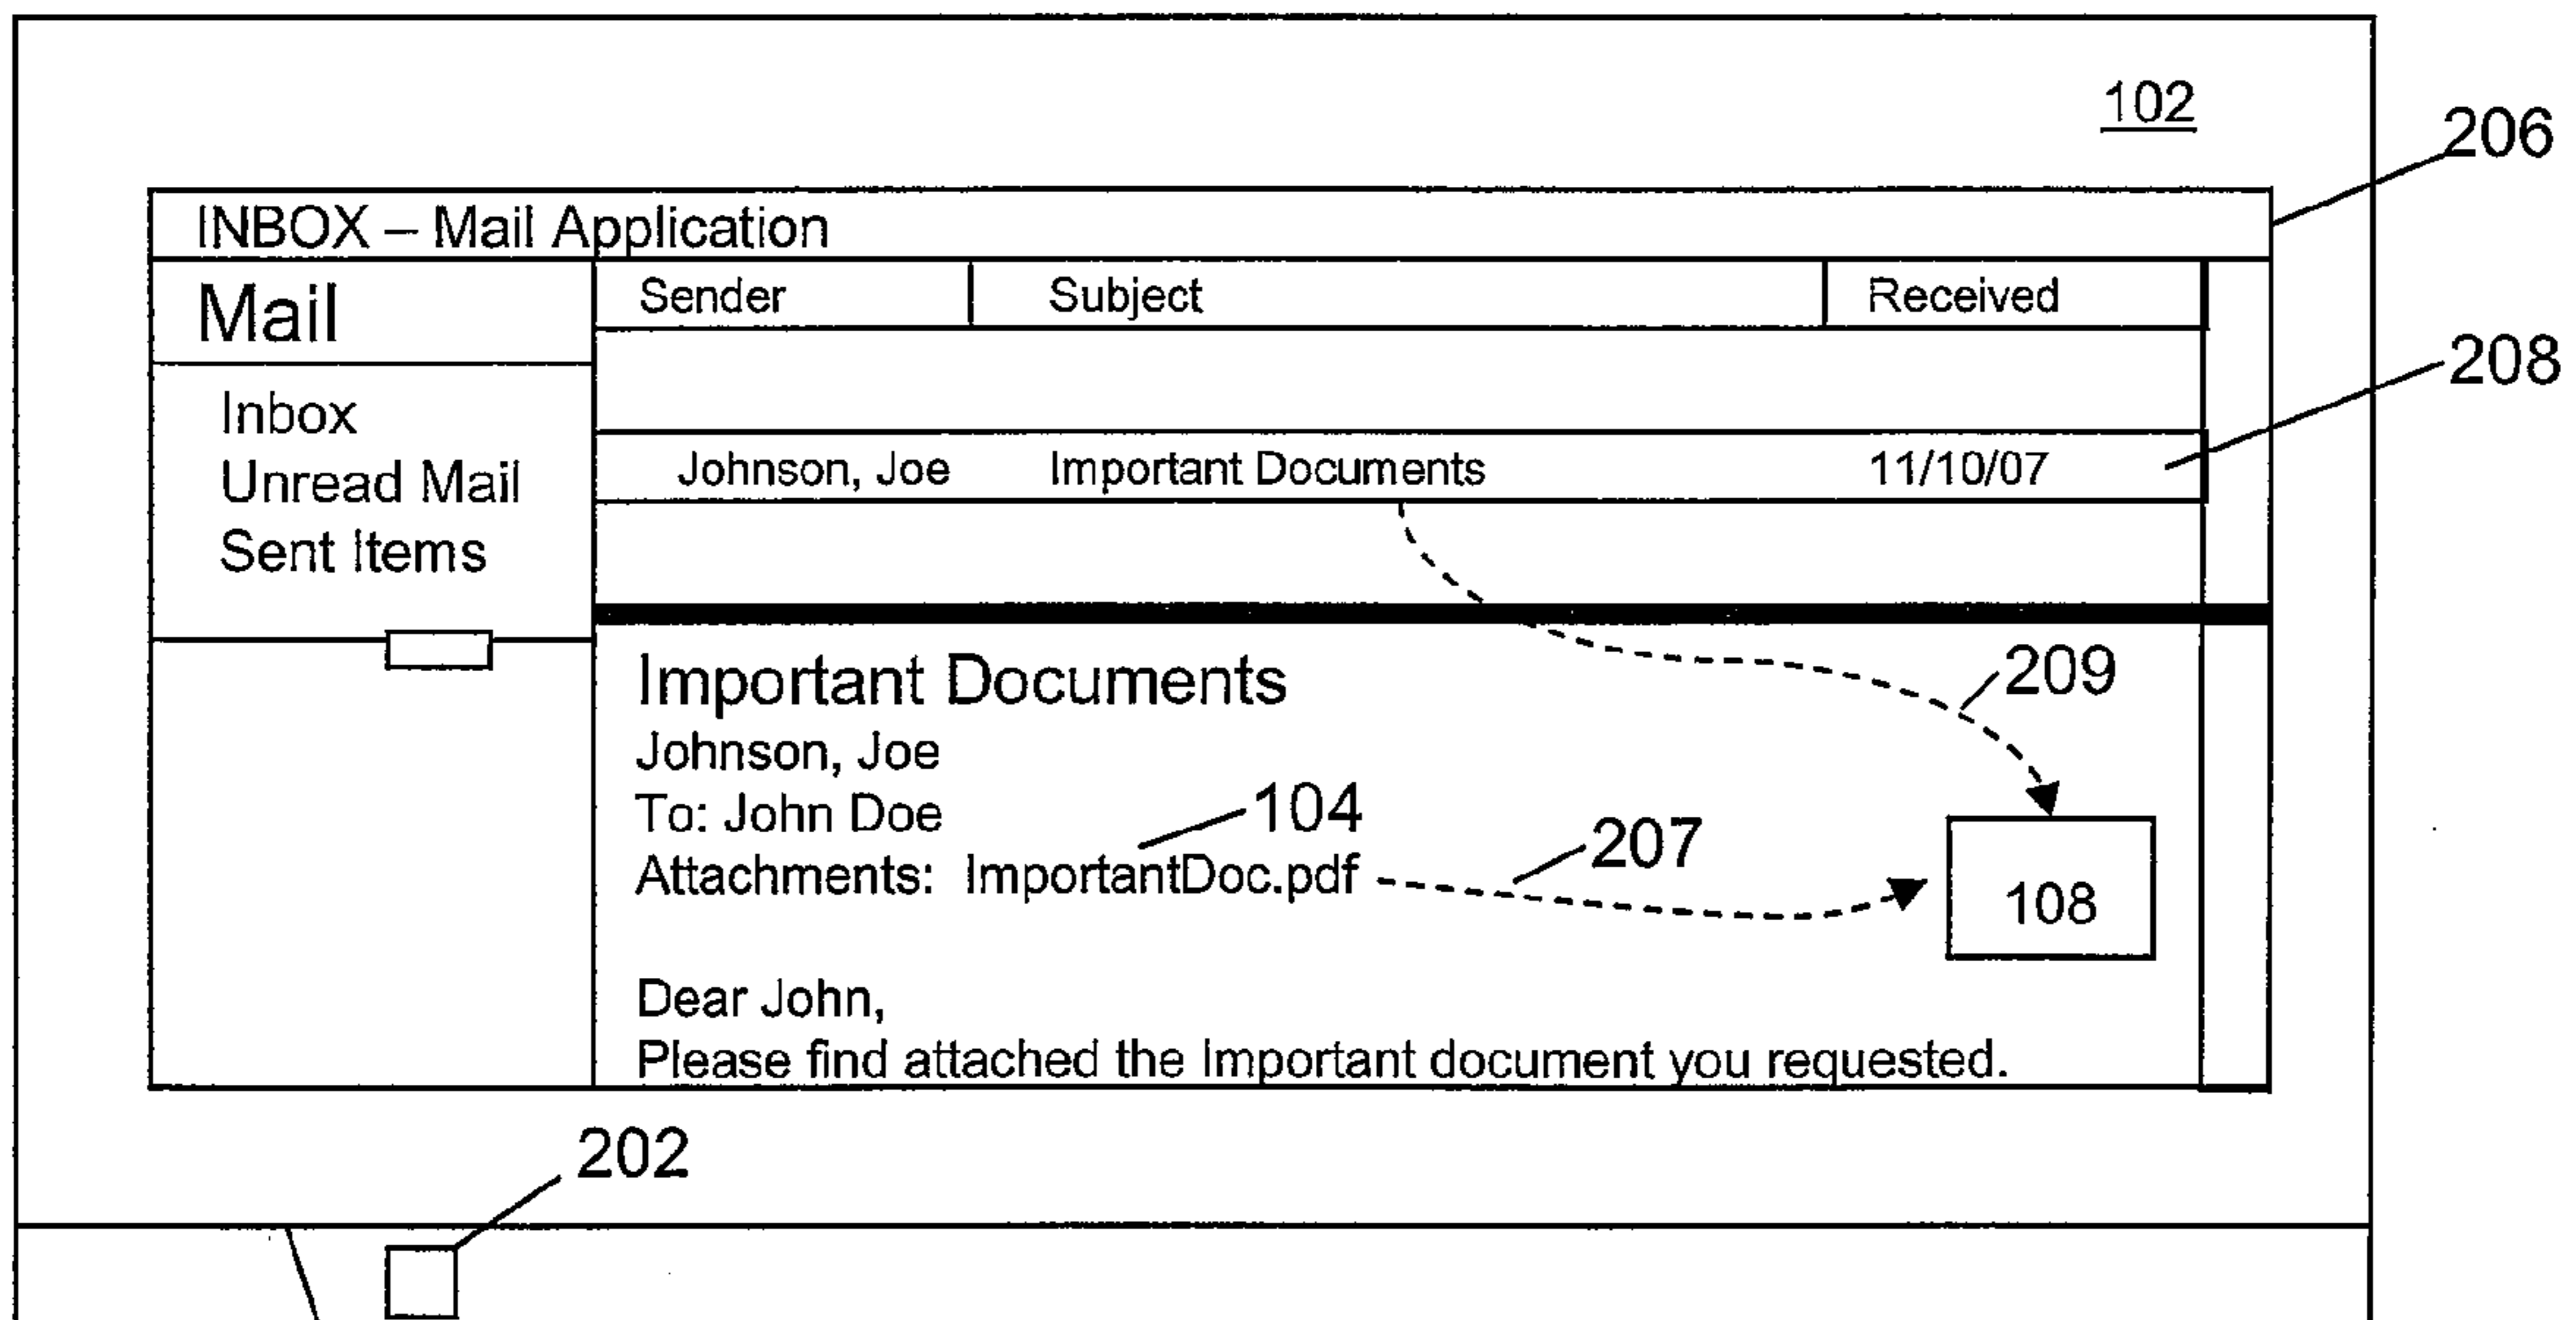 102
206
INBOX – Mail Application
Mail
Sender Subject Received
208
Inbox
Unread Mail
Sent Items
Johnson, Joe Important Documents 11/10/07
Important Documents
209
Johnson, Joe
To: John Doe
104
207
Attachments: ImportantDoc.pdf
108
Dear John,
Please find attached the Important document you requested.
202